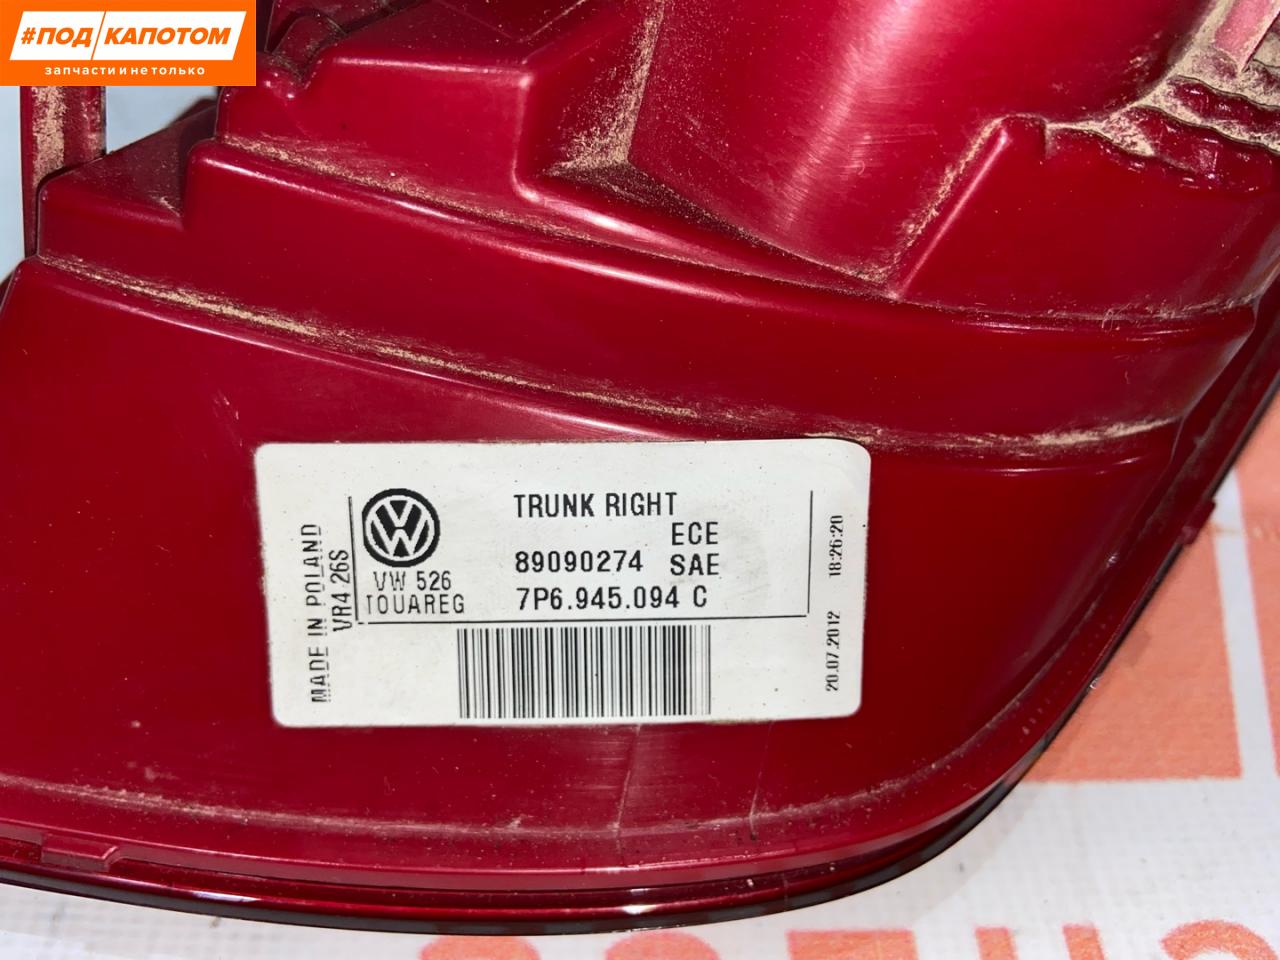 #ПОД КАПОТОМ
запчасти и не только
TRUNK RIGHT
ECE
89090274 SAE
7P6.945.094 C
VW 526
TOUAREG
MADE IN POLAND
VR4 26S
20.07.2012 18:26:20